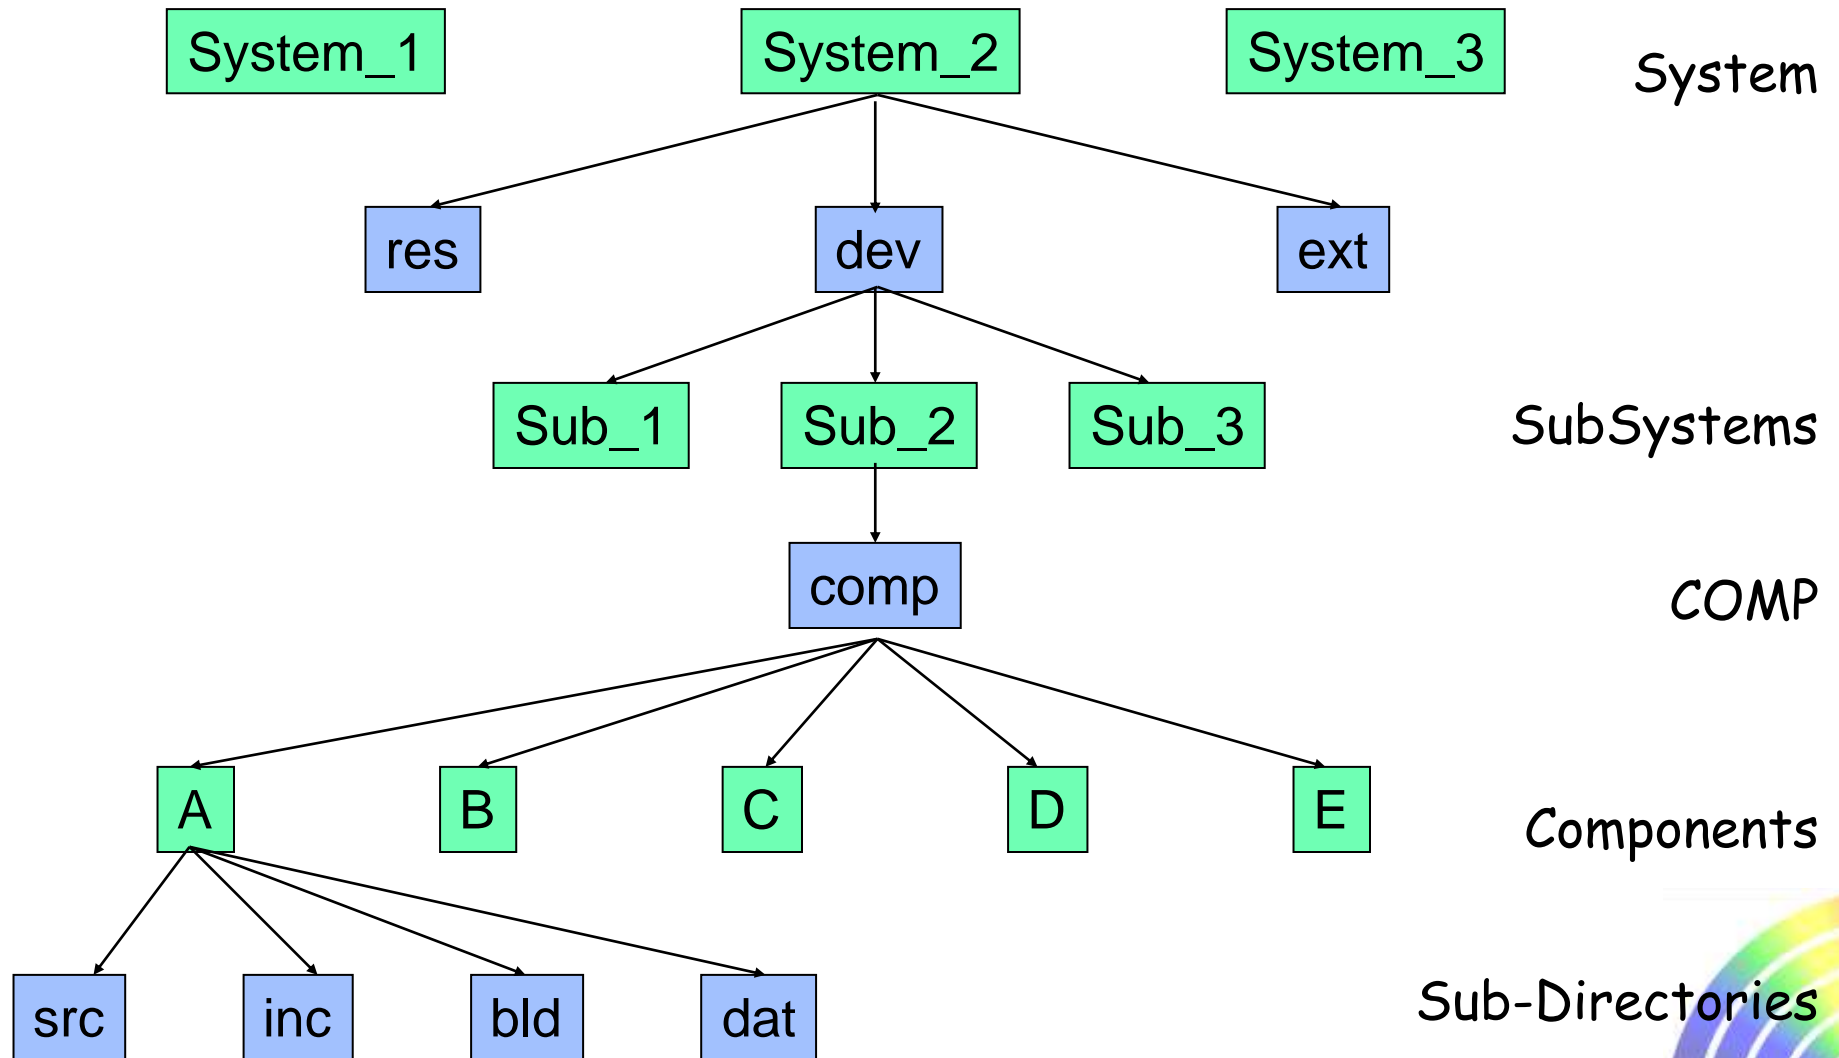 System_1 System_2 System_3 System
res dev ext
Sub_1 Sub_2 Sub_3 SubSystems
comp COMP
A B C D E Components
src inc bld dat Sub-Directories